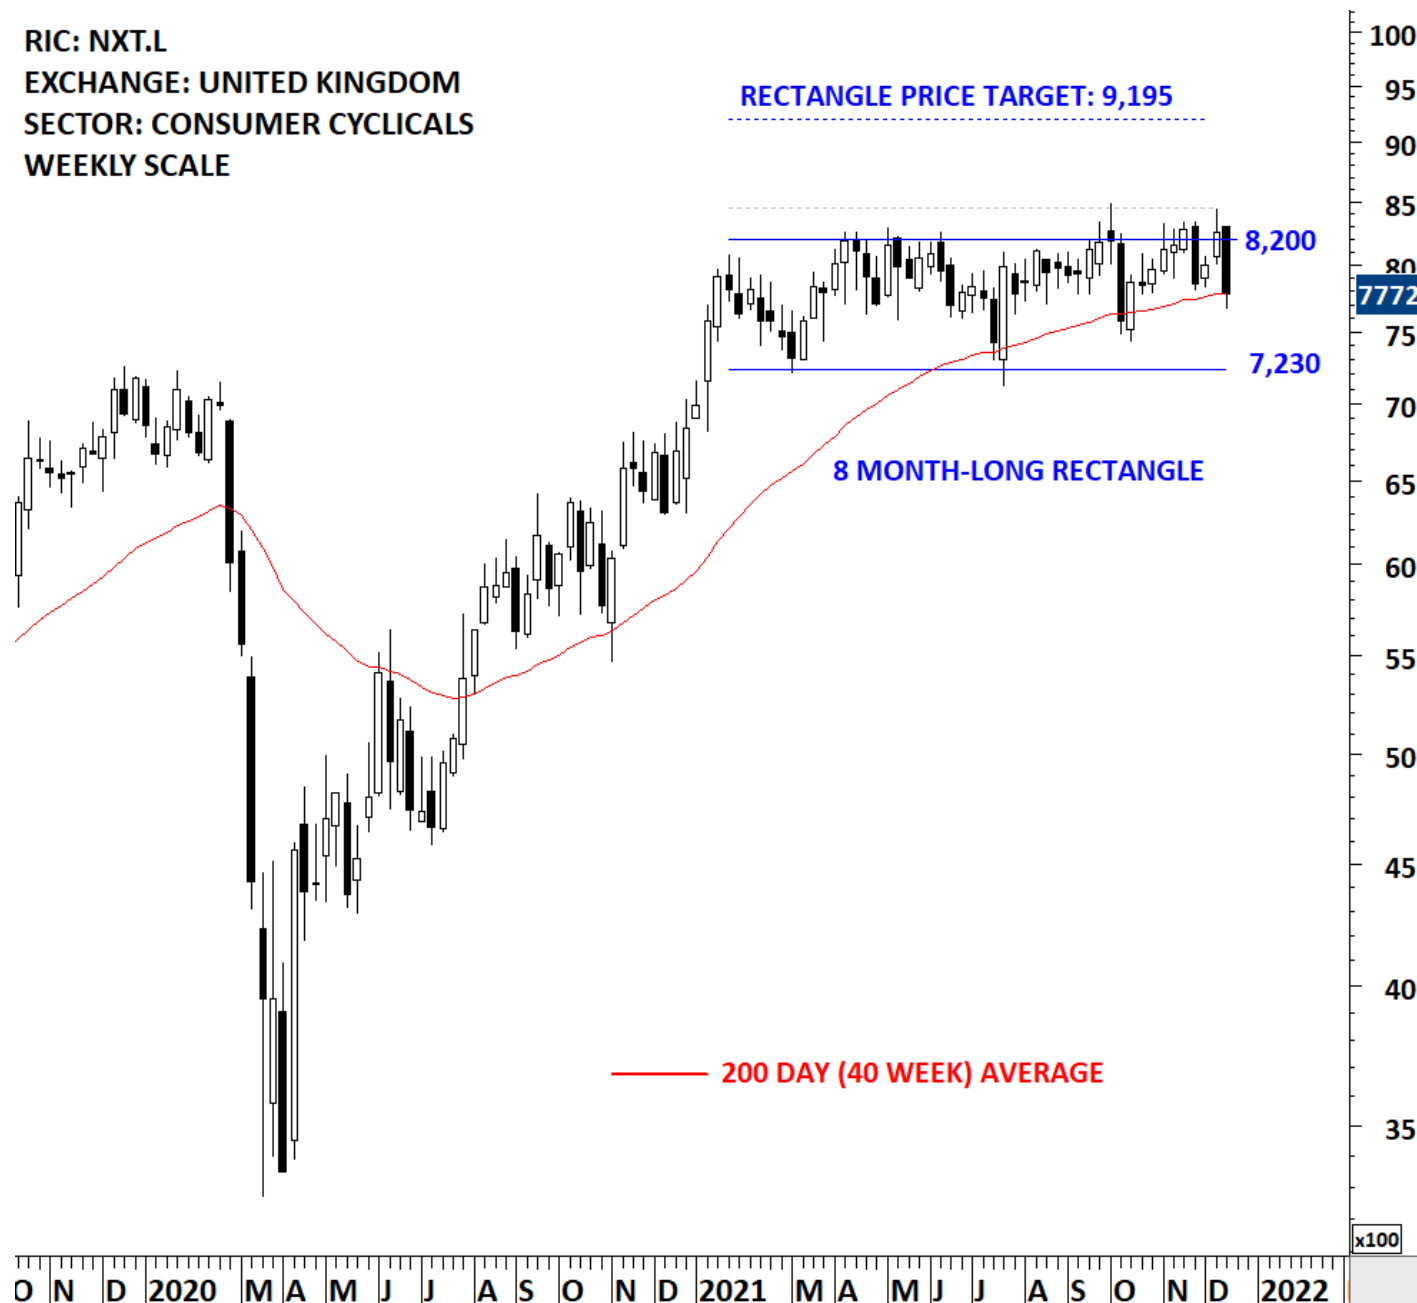 RIC: NXT.L
EXCHANGE: UNITED KINGDOM
SECTOR: CONSUMER CYCLICALS
WEEKLY SCALE
RECTANGLE PRICE TARGET: 9,195
8,200
7,230
8 MONTH-LONG RECTANGLE
200 DAY (40 WEEK) AVERAGE
100
95
90
85
80
7772
75
70
65
60
55
50
45
40
35
x100
O N D 2020 M A M J J A S O N D 2021 M A M J J A S O N D 2022